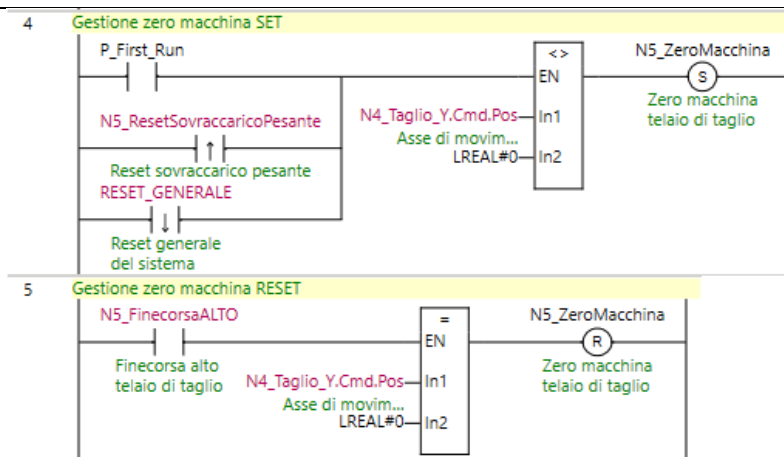 4 Gestione zero macchina SET
P_First_Run
<>
N5_ZeroMacchina
EN
S
Zero macchina
telaio di taglio
N5_ResetSovraccaricoPesante
↑
Reset sovraccarico pesante
N4_Taglio_Y.Cmd.Pos In1
Asse di movim...
LREAL#0 In2
RESET_GENERALE
↓
Reset generale
del sistema
5 Gestione zero macchina RESET
N5_FinecorsaALTO
=
N5_ZeroMacchina
EN
R
Finecorsa alto
telaio di taglio
Zero macchina
telaio di taglio
N4_Taglio_Y.Cmd.Pos In1
Asse di movim...
LREAL#0 In2